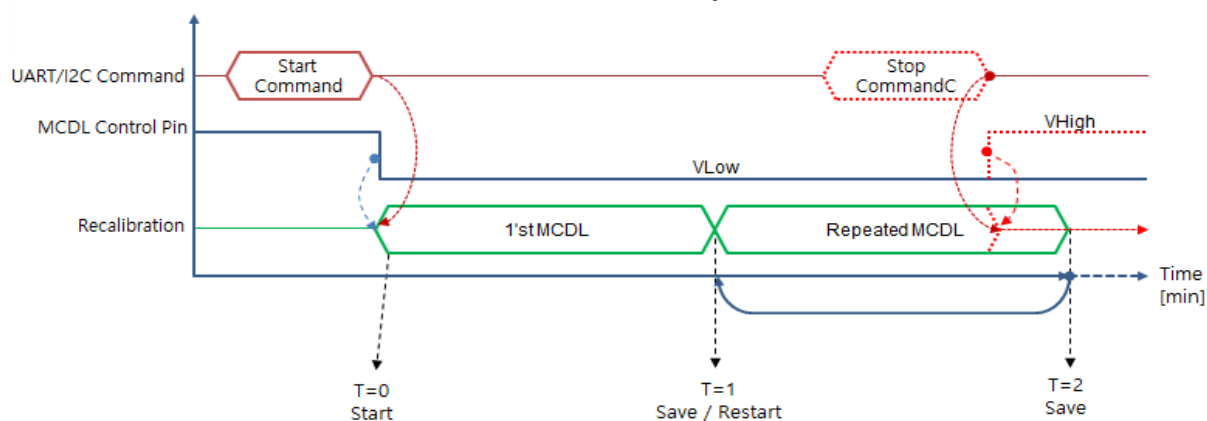 UART/I2C Command
Start
Command
Stop
CommandC
MCDL Control Pin
VHigh
VLow
Recalibration
1'st MCDL
Repeated MCDL
Time
[min]
T=0
Start
T=1
Save / Restart
T=2
Save